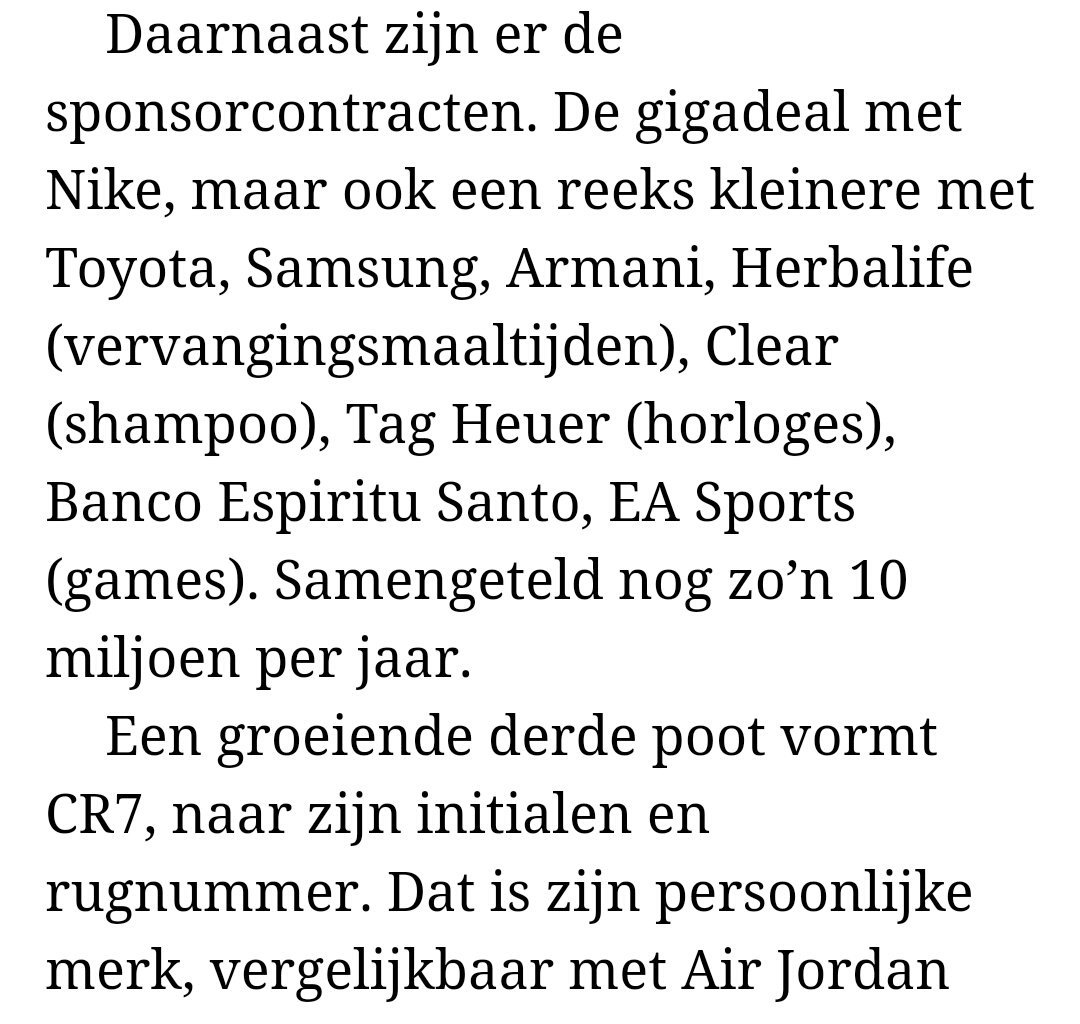 Daarnaast zijn er de
sponsorcontracten. De gigadeal met
Nike, maar ook een reeks kleinere met
Toyota, Samsung, Armani, Herbalife
(vervangingsmaaltijden), Clear
(shampoo), Tag Heuer (horloges),
Banco Espiritu Santo, EA Sports
(games). Samengeteld nog zo’n 10
miljoen per jaar.
Een groeiende derde poot vormt
CR7, naar zijn initialen en
rugnummer. Dat is zijn persoonlijke
merk, vergelijkbaar met Air Jordan